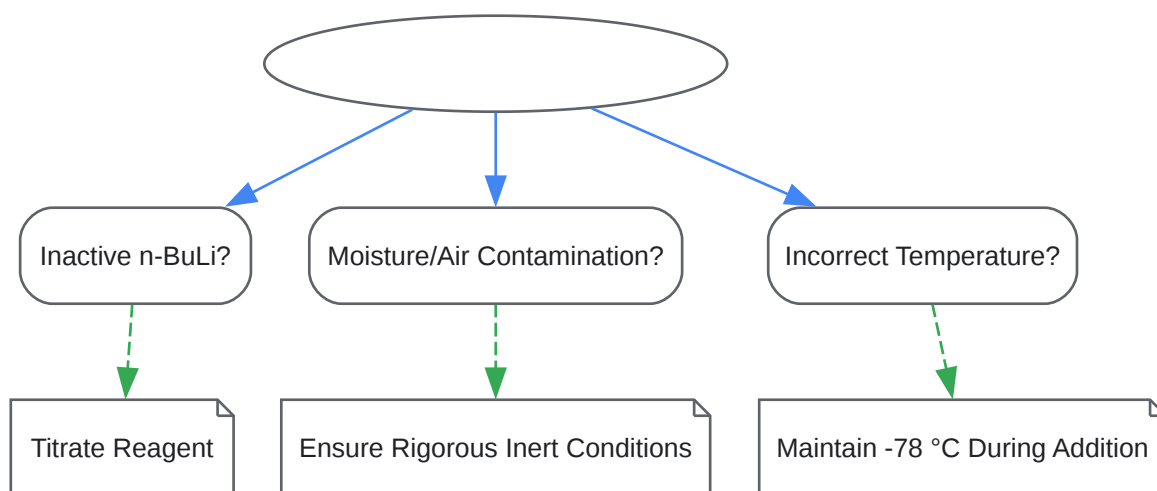 Inactive n-BuLi?
Moisture/Air Contamination?
Incorrect Temperature?
Titrate Reagent
Ensure Rigorous Inert Conditions
Maintain -78 °C During Addition